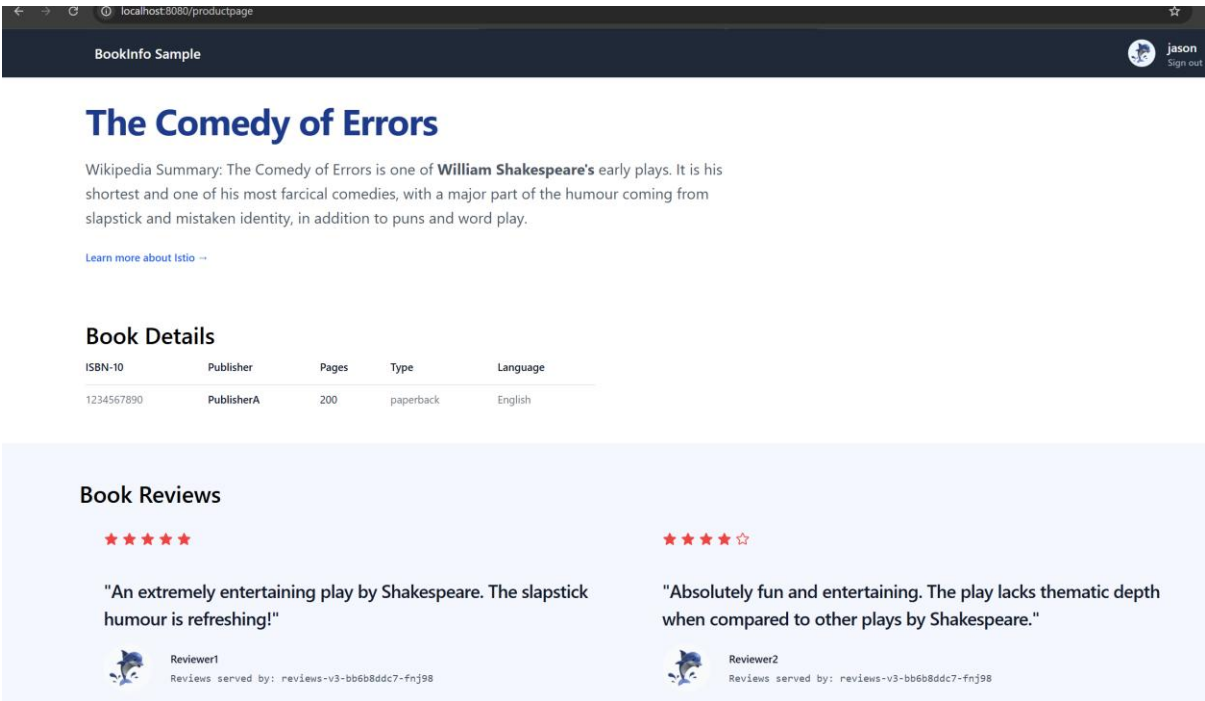 localhost:8080/productpage
BookInfo Sample
jason
Sign out
The Comedy of Errors
Wikipedia Summary: The Comedy of Errors is one of William Shakespeare's early plays. It is his
shortest and one of his most farcical comedies, with a major part of the humour coming from
slapstick and mistaken identity, in addition to puns and word play.
Learn more about Istio →
Book Details
ISBN-10 Publisher Pages Type Language
1234567890 PublisherA 200 paperback English
Book Reviews
"An extremely entertaining play by Shakespeare. The slapstick
humour is refreshing!"
Reviewer1
Reviews served by: reviews-v3-bb6b8ddc7-fnj98
"Absolutely fun and entertaining. The play lacks thematic depth
when compared to other plays by Shakespeare."
Reviewer2
Reviews served by: reviews-v3-bb6b8ddc7-fnj98